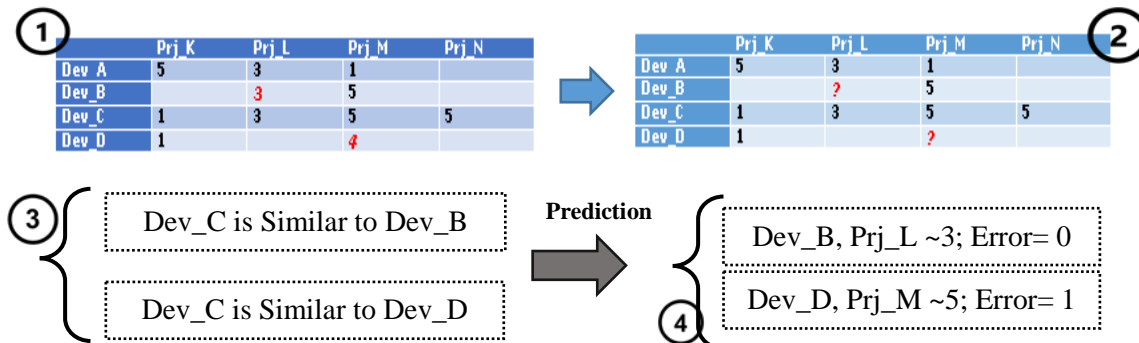 1
Prj_K Prj_L Prj_M Prj_N
Dev A 5 3 1
Dev_B 3 5
Dev_C 1 3 5 5
Dev_D 1 4
2
Prj_K Prj_L Prj_M Prj_N
Dev A 5 3 1
Dev_B ? 5
Dev_C 1 3 5 5
Dev_D 1 ?
3
Dev_C is Similar to Dev_B
Dev_C is Similar to Dev_D
Prediction
Dev_B, Prj_L ~3; Error= 0
Dev_D, Prj_M ~5; Error= 1
4